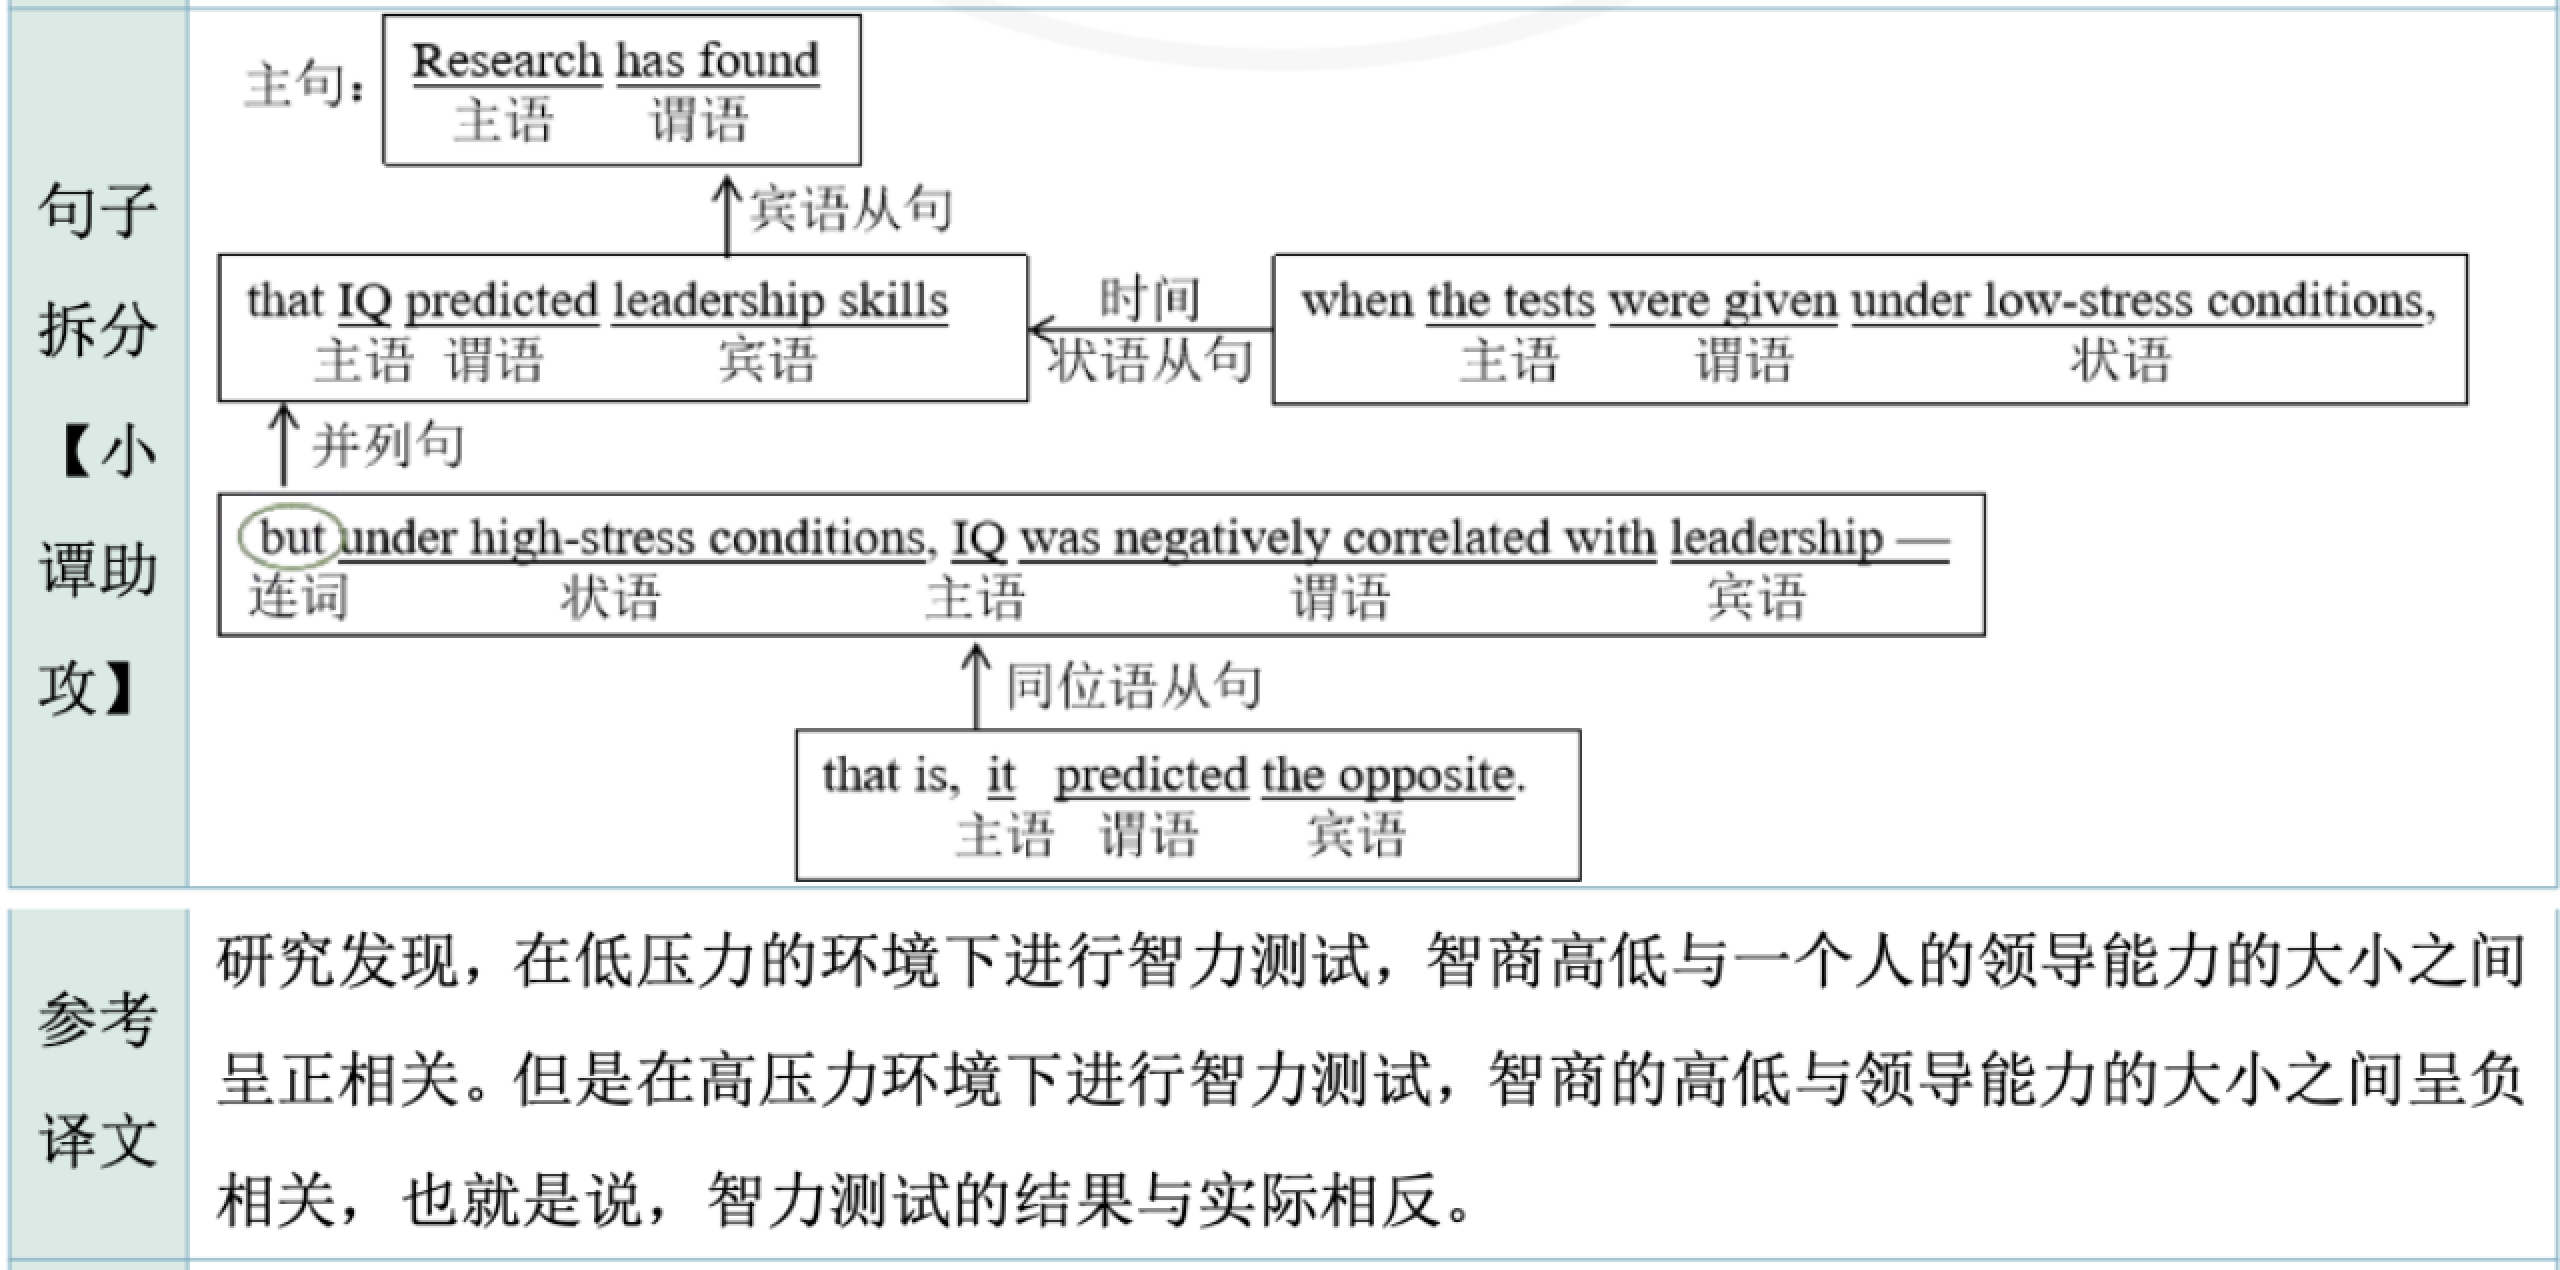 句子
拆分
【小
谭助
攻】
主句：
Research has found
主语 谓语
宾语从句
that IQ predicted leadership skills
主语 谓语 宾语
时间
状语从句
when the tests were given under low-stress conditions,
主语 谓语 状语
并列句
but under high-stress conditions, IQ was negatively correlated with leadership —
连词 状语 主语 谓语 宾语
同位语从句
that is, it predicted the opposite.
主语 谓语 宾语
参考
译文
研究发现，在低压力的环境下进行智力测试，智商高低与一个人的领导能力的大小之间
呈正相关。但是在高压力环境下进行智力测试，智商的高低与领导能力的大小之间呈负
相关，也就是说，智力测试的结果与实际相反。